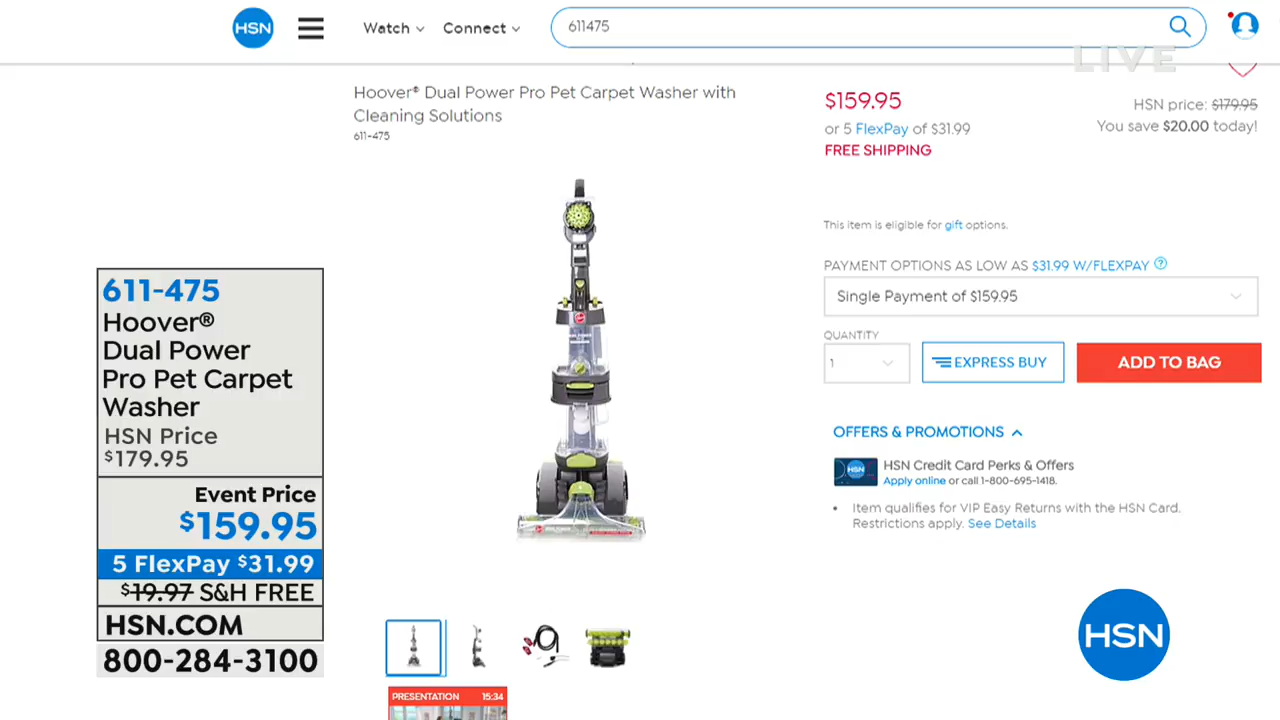 HSN
Watch
Connect
611475
LIVE
Hoover® Dual Power Pro Pet Carpet Washer with
Cleaning Solutions
611-475
$159.95
or 5 FlexPay of $31.99
FREE SHIPPING
HSN price: $179.95
You save $20.00 today!
This item is eligible for gift options.
PAYMENT OPTIONS AS LOW AS $31.99 W/FLEXPAY ?
Single Payment of $159.95
QUANTITY
1
EXPRESS BUY
ADD TO BAG
OFFERS & PROMOTIONS
HSN
HSN Credit Card Perks & Offers
Apply online or call 1-800-695-1418.
• Item qualifies for VIP Easy Returns with the HSN Card.
Restrictions apply. See Details
611-475
Hoover®
Dual Power
Pro Pet Carpet
Washer
HSN Price
$179.95
Event Price
$159.95
5 FlexPay $31.99
$19.97 S&H FREE
HSN.COM
800-284-3100
PRESENTATION 15:34
HSN